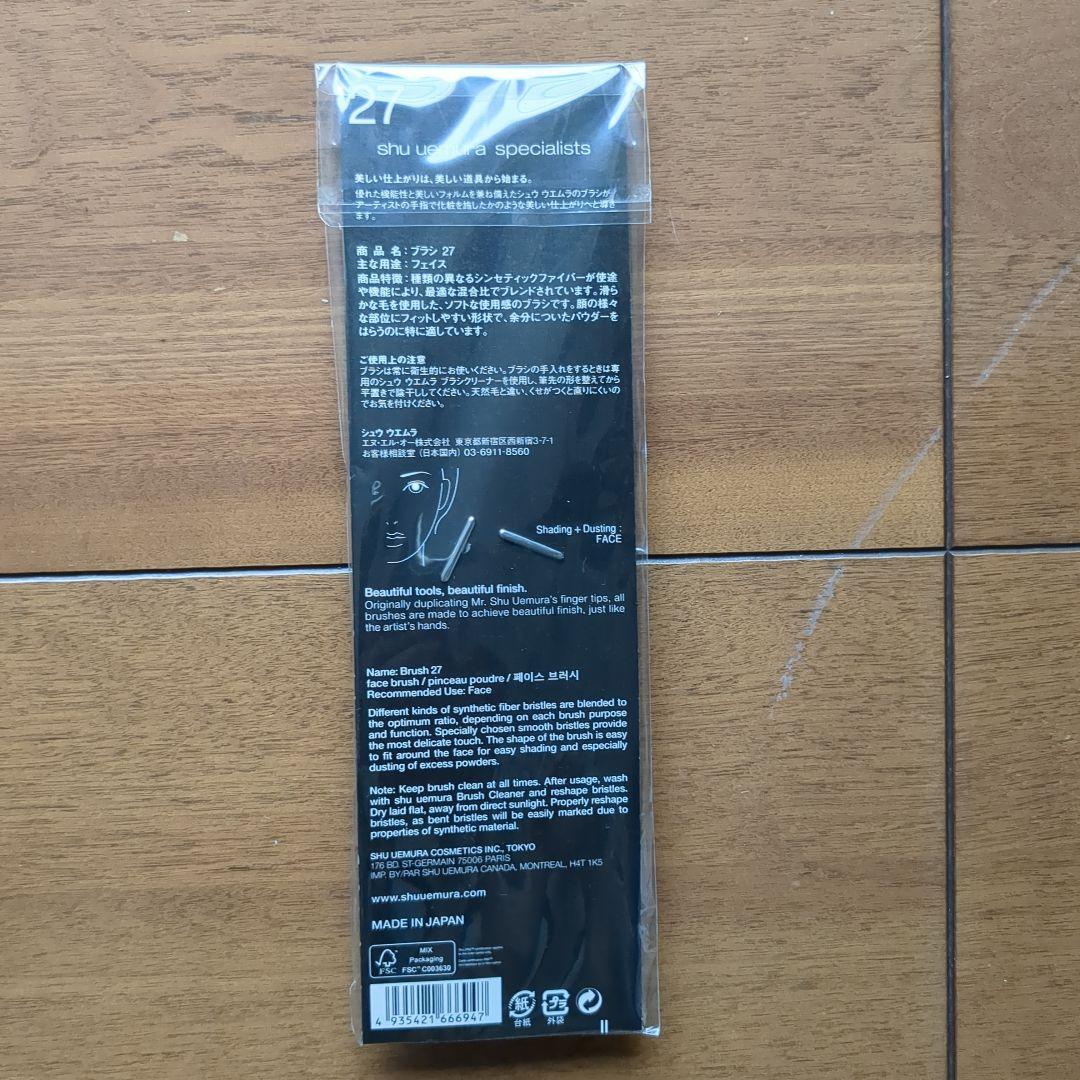 27
shu uemura specialists
美しい仕上がりは、美しい道具から始まる。
優れた機能性と美しいフォルムを兼ね備えたシュウ ウエムラのブラシが、
アーティストの手指で化粧を施したかのような美しい仕上がりへと導き
ます。
商 品 名：ブラシ 27
主な用途：フェイス
商品特徴：種類の異なるシンセティックファイバーが使途
や機能により、最適な混合比でブレンドされています。滑ら
かな毛を使用した、ソフトな使用感のブラシです。顔の様々
な部位にフィットしやすい形状で、余分についたパウダーを
はらうのに特に適しています。
ご使用上の注意
ブラシは常に衛生的にお使いください。ブラシの手入れをするときは専
用のシュウ ウエムラ ブラシクリーナーを使用し、筆先の形を整えてから
平置きで陰干ししてください。天然毛と違い、くせがつくと直りにくいの
でお気を付けください。
シュウ ウエムラ
エヌ・エル・オー株式会社 東京都新宿区西新宿3-7-1
お客様相談室（日本国内）03-6911-8560
Shading + Dusting :
FACE
Beautiful tools, beautiful finish.
Originally duplicating Mr. Shu Uemura's finger tips, all
brushes are made to achieve beautiful finish, just like
the artist's hands.
Name: Brush 27
face brush / pinceau poudre / 페이스 브러시
Recommended Use: Face
Different kinds of synthetic fiber bristles are blended to
the optimum ratio, depending on each brush purpose
and function. Specially chosen smooth bristles provide
the most delicate touch. The shape of the brush is easy
to fit around the face for easy shading and especially
dusting of excess powders.
Note: Keep brush clean at all times. After usage, wash
with shu uemura Brush Cleaner and reshape bristles.
Dry laid flat, away from direct sunlight. Properly reshape
bristles, as bent bristles will be easily marked due to
properties of synthetic material.
SHU UEMURA COSMETICS INC., TOKYO
176 BD. ST-GERMAIN 75006 PARIS
IMP. BY/PAR SHU UEMURA CANADA, MONTREAL, H4T 1K5
www.shuuemura.com
MADE IN JAPAN
FSC
MIX
Packaging
FSC™ C003630
4 935421 666947
紙
台紙
プラ
外袋